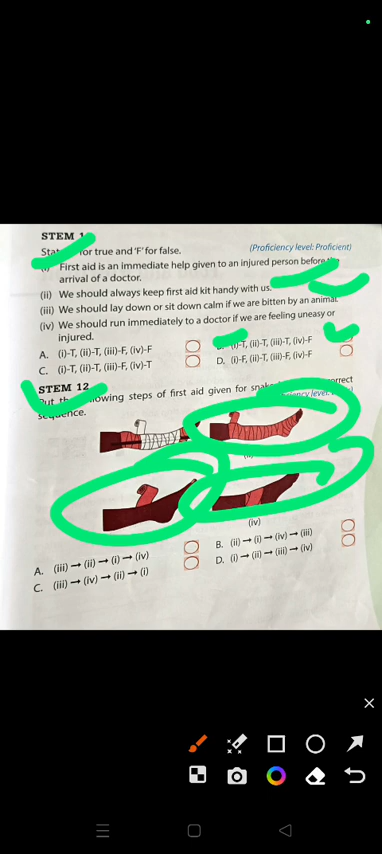 STEM 1
for true and 'F' for false.
(Proficiency level: Proficient)
First aid is an immediate help given to an injured person before
arrival of a doctor.
(ii) We should always keep first aid kit handy with us.
(iii) We should lay down or sit down calm if we are bitten by an animal.
(iv) We should run immediately to a doctor if we are feeling uneasy or
injured.
A. (i)-T, (ii)-T, (iii)-F, (iv)-F
(i)-T, (ii)-T, (iii)-T, (iv)-F
C. (i)-T, (ii)-T, (iii)-F, (iv)-T
D. (i)-F, (ii)-T, (iii)-F, (iv)-F
STEM 12
steps of first aid given for
sequence.
(iv)
A. (iii) → (ii) → (i) → (iv)
B. (ii) → (i) → (iv) → (iii)
C. (iii) → (iv) → (ii) → (i)
D. (i) → (ii) → (iii) → (iv)